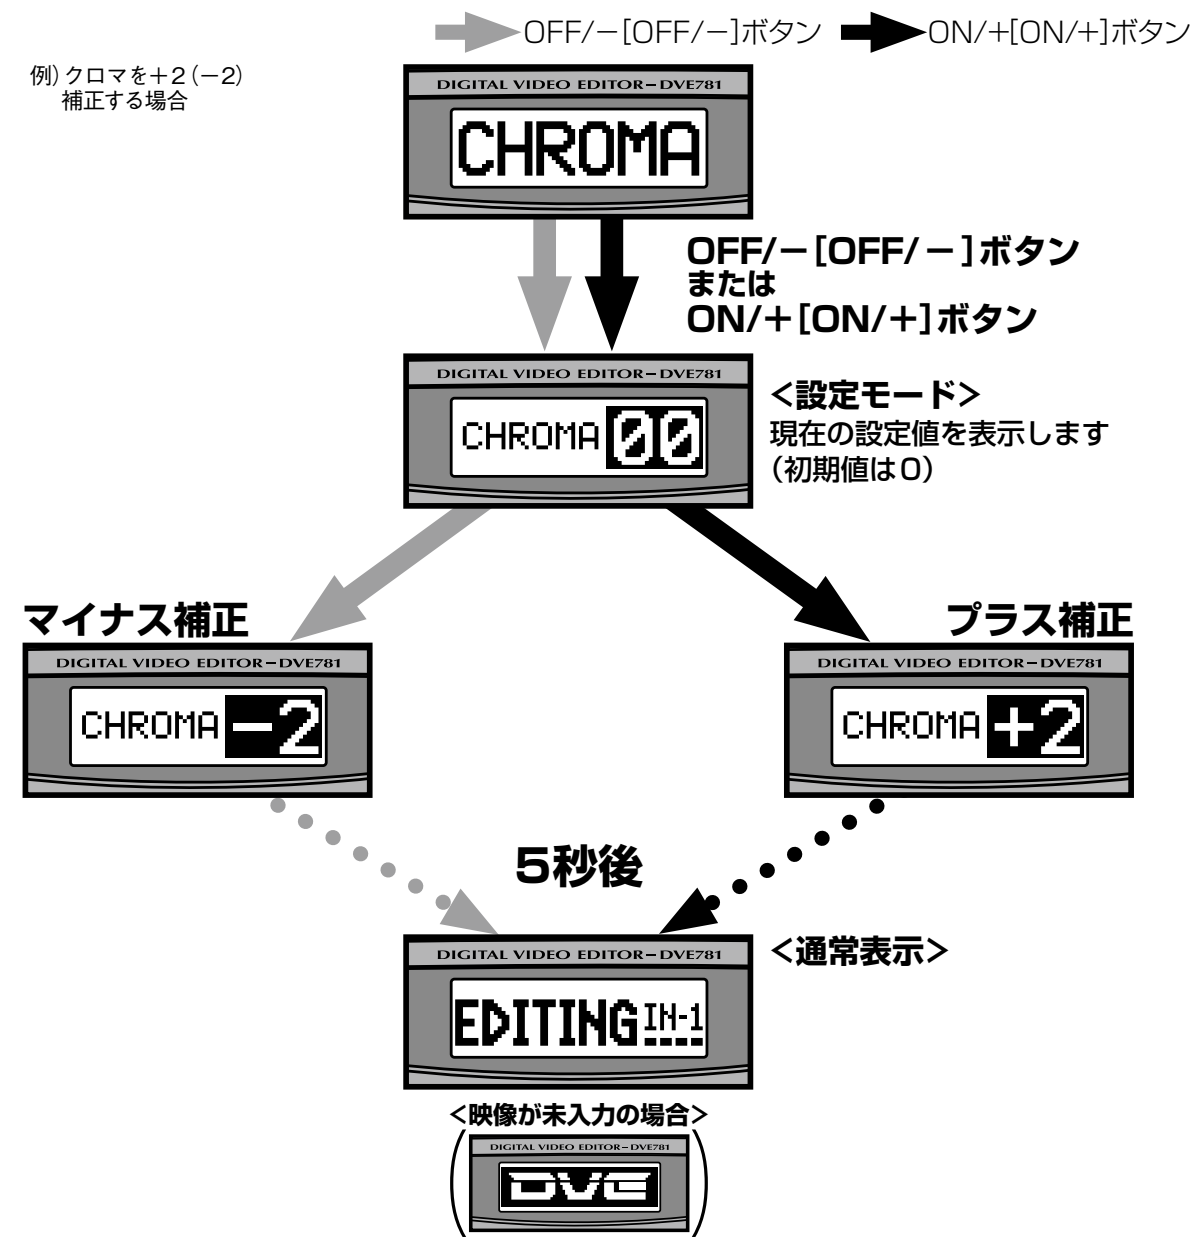 OFF/－[OFF/－]ボタン
ON/＋[ON/＋]ボタン
例) クロマを＋2 (－2)
補正する場合
DIGITAL VIDEO EDITOR－DVE781
CHROMA
OFF/－[OFF/－]ボタン
または
ON/＋[ON/＋]ボタン
DIGITAL VIDEO EDITOR－DVE781
CHROMA 00
<設定モード>
現在の設定値を表示します
(初期値は0)
マイナス補正
プラス補正
DIGITAL VIDEO EDITOR－DVE781
CHROMA －2
DIGITAL VIDEO EDITOR－DVE781
CHROMA ＋2
5秒後
DIGITAL VIDEO EDITOR－DVE781
EDITING IN-1
<通常表示>
<映像が未入力の場合>
DIGITAL VIDEO EDITOR－DVE781
DVE